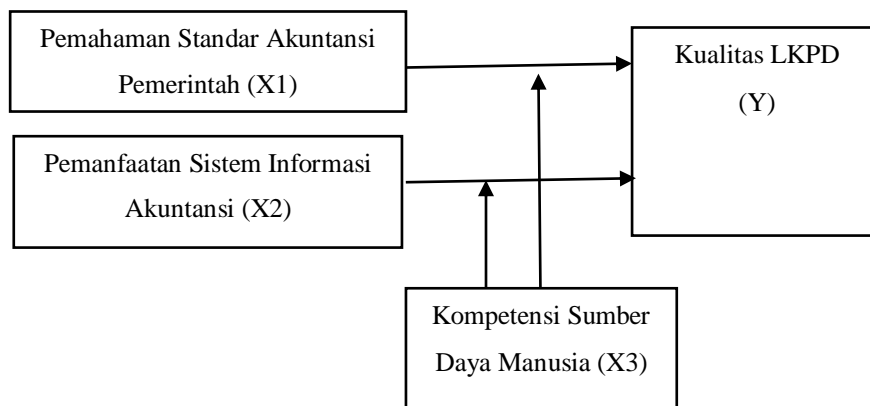 Pemahaman Standar Akuntansi
Pemerintah (X1)
Kualitas LKPD
(Y)
Pemanfaatan Sistem Informasi
Akuntansi (X2)
Kompetensi Sumber
Daya Manusia (X3)